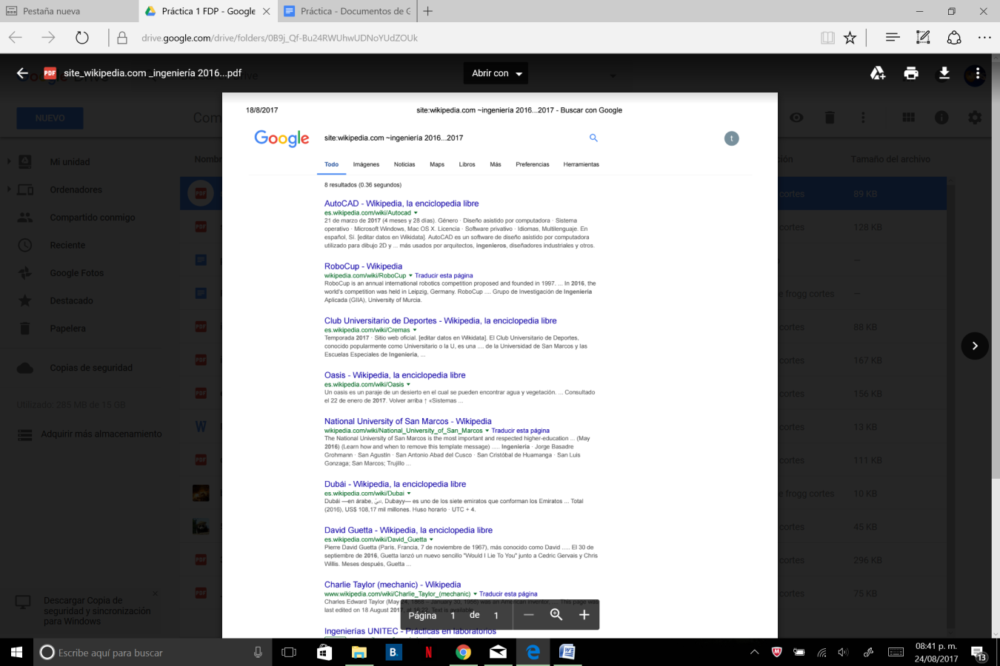 Pestaña nueva
Práctica 1 FDP - Google
Práctica - Documentos de G
drive.google.com/drive/folders/0B9j_Qf-Bu24RWUhwUDNoYUdZOUk
PDF
site_wikipedia.com _ingeniería 2016...pdf
Abrir con
NUEVO
Mi unidad
Ordenadores
Compartido conmigo
Reciente
Google Fotos
Destacado
Papelera
Copias de seguridad
Utilizado: 285 MB de 15 GB
Adquirir más almacenamiento
Descargar Copia de
seguridad y sincronización
para Windows
18/8/2017
site:wikipedia.com ~ingeniería 2016...2017 - Buscar con Google
Google
site:wikipedia.com ~ingeniería 2016...2017
t
Todo Imágenes Noticias Maps Libros Más Preferencias Herramientas
8 resultados (0.36 segundos)
AutoCAD - Wikipedia, la enciclopedia libre
es.wikipedia.com/wiki/Autocad
21 de marzo de 2017 (4 meses y 28 días). Género · Diseño asistido por computadora · Sistema
operativo · Microsoft Windows, Mac OS X. Licencia · Software privativo · Idiomas, Multilenguaje. En
español, Sí. [editar datos en Wikidata]. AutoCAD es un software de diseño asistido por computadora
utilizado para dibujo 2D y ... más usados por arquitectos, ingenieros, diseñadores industriales y otros.
RoboCup - Wikipedia
wikipedia.com/wiki/RoboCup Traducir esta página
RoboCup is an annual international robotics competition proposed and founded in 1997. ... In 2016, the
world's competition was held in Leipzig, Germany. RoboCup .... Grupo de Investigación de Ingenieria
Aplicada (GIIA), University of Murcia.
Club Universitario de Deportes - Wikipedia, la enciclopedia libre
es.wikipedia.com/wiki/Cremas
Temporada 2017 · Sitio web oficial. [editar datos en Wikidata]. El Club Universitario de Deportes,
conocido popularmente como Universitario o la U, es una .... de la Universidad de San Marcos y las
Escuelas Especiales de Ingeniería, ...
Oasis - Wikipedia, la enciclopedia libre
es.wikipedia.com/wiki/Oasis
Un oasis es un paraje de un desierto en el cual se pueden encontrar agua y vegetación. ... Consultado
el 22 de enero de 2017. Volver arriba ↑ «Sistemas ...
National University of San Marcos - Wikipedia
wikipedia.com/wiki/National_University_of_San_Marcos Traducir esta página
The National University of San Marcos is the most important and respected higher-education ... (May
2016) (Learn how and when to remove this template message) ..... Ingeniería · Jorge Basadre
Grohmann · San Agustin · San Antonio Abad del Cusco · San Cristóbal de Huamanga · San Luis
Gonzaga; San Marcos; Trujillo ...
Dubái - Wikipedia, la enciclopedia libre
es.wikipedia.com/wiki/Dubai
Dubái —en árabe, دبيّ, Dubayy— es uno de los siete emiratos que conforman los Emiratos ... Total
(2016), US$ 108,17 mil millones. Huso horario · UTC + 4.
David Guetta - Wikipedia, la enciclopedia libre
es.wikipedia.com/wiki/David_Guetta
Pierre David Guetta (París, Francia, 7 de noviembre de 1967), más conocido como David ..... El 30 de
septiembre de 2016, Guetta lanzó un nuevo sencillo "Would I Lie To You" junto a Cedric Gervais y Chris
Willis. Meses después, Guetta ...
Charlie Taylor (mechanic) - Wikipedia
www.wikipedia.com/wiki/Charlie_Taylor_(mechanic) Traducir esta página
Charles Edward Taylor (May 24, 1868 – January 30, 1956) was an American inventor, .... This page was
last edited on 18 August 2017, at 16:22. Text is available
Ingenierías UNITEC - Prácticas en laboratorios
Página 1 de 1
Tamaño del archivo
cortes 89 KB
cortes 128 KB
e frogg cortes
cortes 88 KB
cortes 167 KB
cortes 156 KB
cortes 13 KB
cortes 111 KB
e frogg cortes 10 KB
cortes 45 KB
cortes 296 KB
cortes 75 KB
Escribe aquí para buscar
B.
N
08:41 p. m.
24/08/2017
13